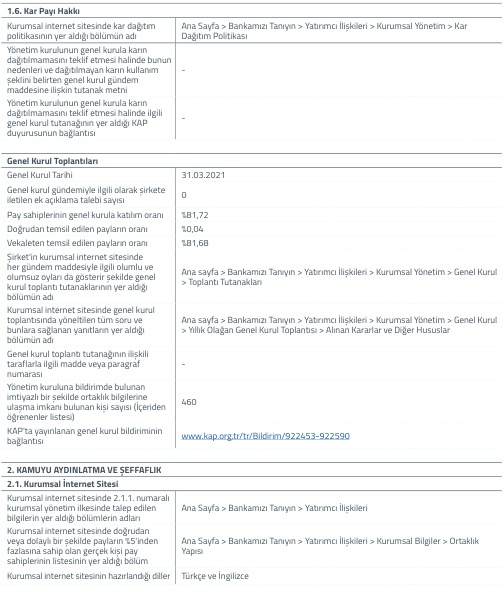 1.6. Kar Payı Hakkı
Kurumsal internet sitesinde kar dağıtım
politikasının yer aldığı bölümün adı
Ana Sayfa > Bankamızı Tanıyın > Yatırımcı İlişkileri > Kurumsal Yönetim > Kar
Dağıtım Politikası
Yönetim kurulunun genel kurula karın
dağıtılmamasını teklif etmesi halinde bunun
nedenleri ve dağıtılmayan karın kullanım
şeklini belirten genel kurul gündem
maddesine ilişkin tutanak metni
-
Yönetim kurulunun genel kurula karın
dağıtılmamasını teklif etmesi halinde ilgili
genel kurul tutanağının yer aldığı KAP
duyurusunun bağlantısı
-
Genel Kurul Toplantıları
Genel Kurul Tarihi
31.03.2021
Genel kurul gündemiyle ilgili olarak şirkete
iletilen ek açıklama talebi sayısı
0
Pay sahiplerinin genel kurula katılım oranı
%81,72
Doğrudan temsil edilen payların oranı
%0,04
Vekaleten temsil edilen payların oranı
%81,68
Şirket'in kurumsal internet sitesinde
her gündem maddesiyle ilgili olumlu ve
olumsuz oyları da gösterir şekilde genel
kurul toplantı tutanaklarının yer aldığı
bölümün adı
Ana sayfa > Bankamızı Tanıyın > Yatırımcı İlişkileri > Kurumsal Yönetim > Genel Kurul
> Toplantı Tutanakları
Kurumsal internet sitesinde genel kurul
toplantısında yöneltilen tüm soru ve
bunlara sağlanan yanıtların yer aldığı
bölümün adı
Ana sayfa > Bankamızı Tanıyın > Yatırımcı İlişkileri > Kurumsal Yönetim > Genel Kurul
> Yıllık Olağan Genel Kurul Toplantısı > Alınan Kararlar ve Diğer Hususlar
Genel kurul toplantı tutanağının ilişkili
taraflarla ilgili madde veya paragraf
numarası
-
Yönetim kuruluna bildirimde bulunan
imtiyazlı bir şekilde ortaklık bilgilerine
ulaşma imkanı bulunan kişi sayısı (İçeriden
öğrenenler listesi)
460
KAP'ta yayınlanan genel kurul bildiriminin
bağlantısı
www.kap.org.tr/tr/Bildirim/922453-922590
2. KAMUYU AYDINLATMA VE ŞEFFAFLIK
2.1. Kurumsal İnternet Sitesi
Kurumsal internet sitesinde 2.1.1. numaralı
kurumsal yönetim ilkesinde talep edilen
bilgilerin yer aldığı bölümlerin adları
Ana Sayfa > Bankamızı Tanıyın > Yatırımcı İlişkileri
Kurumsal internet sitesinde doğrudan
veya dolaylı bir şekilde payların %5'inden
fazlasına sahip olan gerçek kişi pay
sahiplerinin listesinin yer aldığı bölüm
Ana Sayfa > Bankamızı Tanıyın > Yatırımcı İlişkileri > Kurumsal Bilgiler > Ortaklık
Yapısı
Kurumsal internet sitesinin hazırlandığı diller
Türkçe ve İngilizce